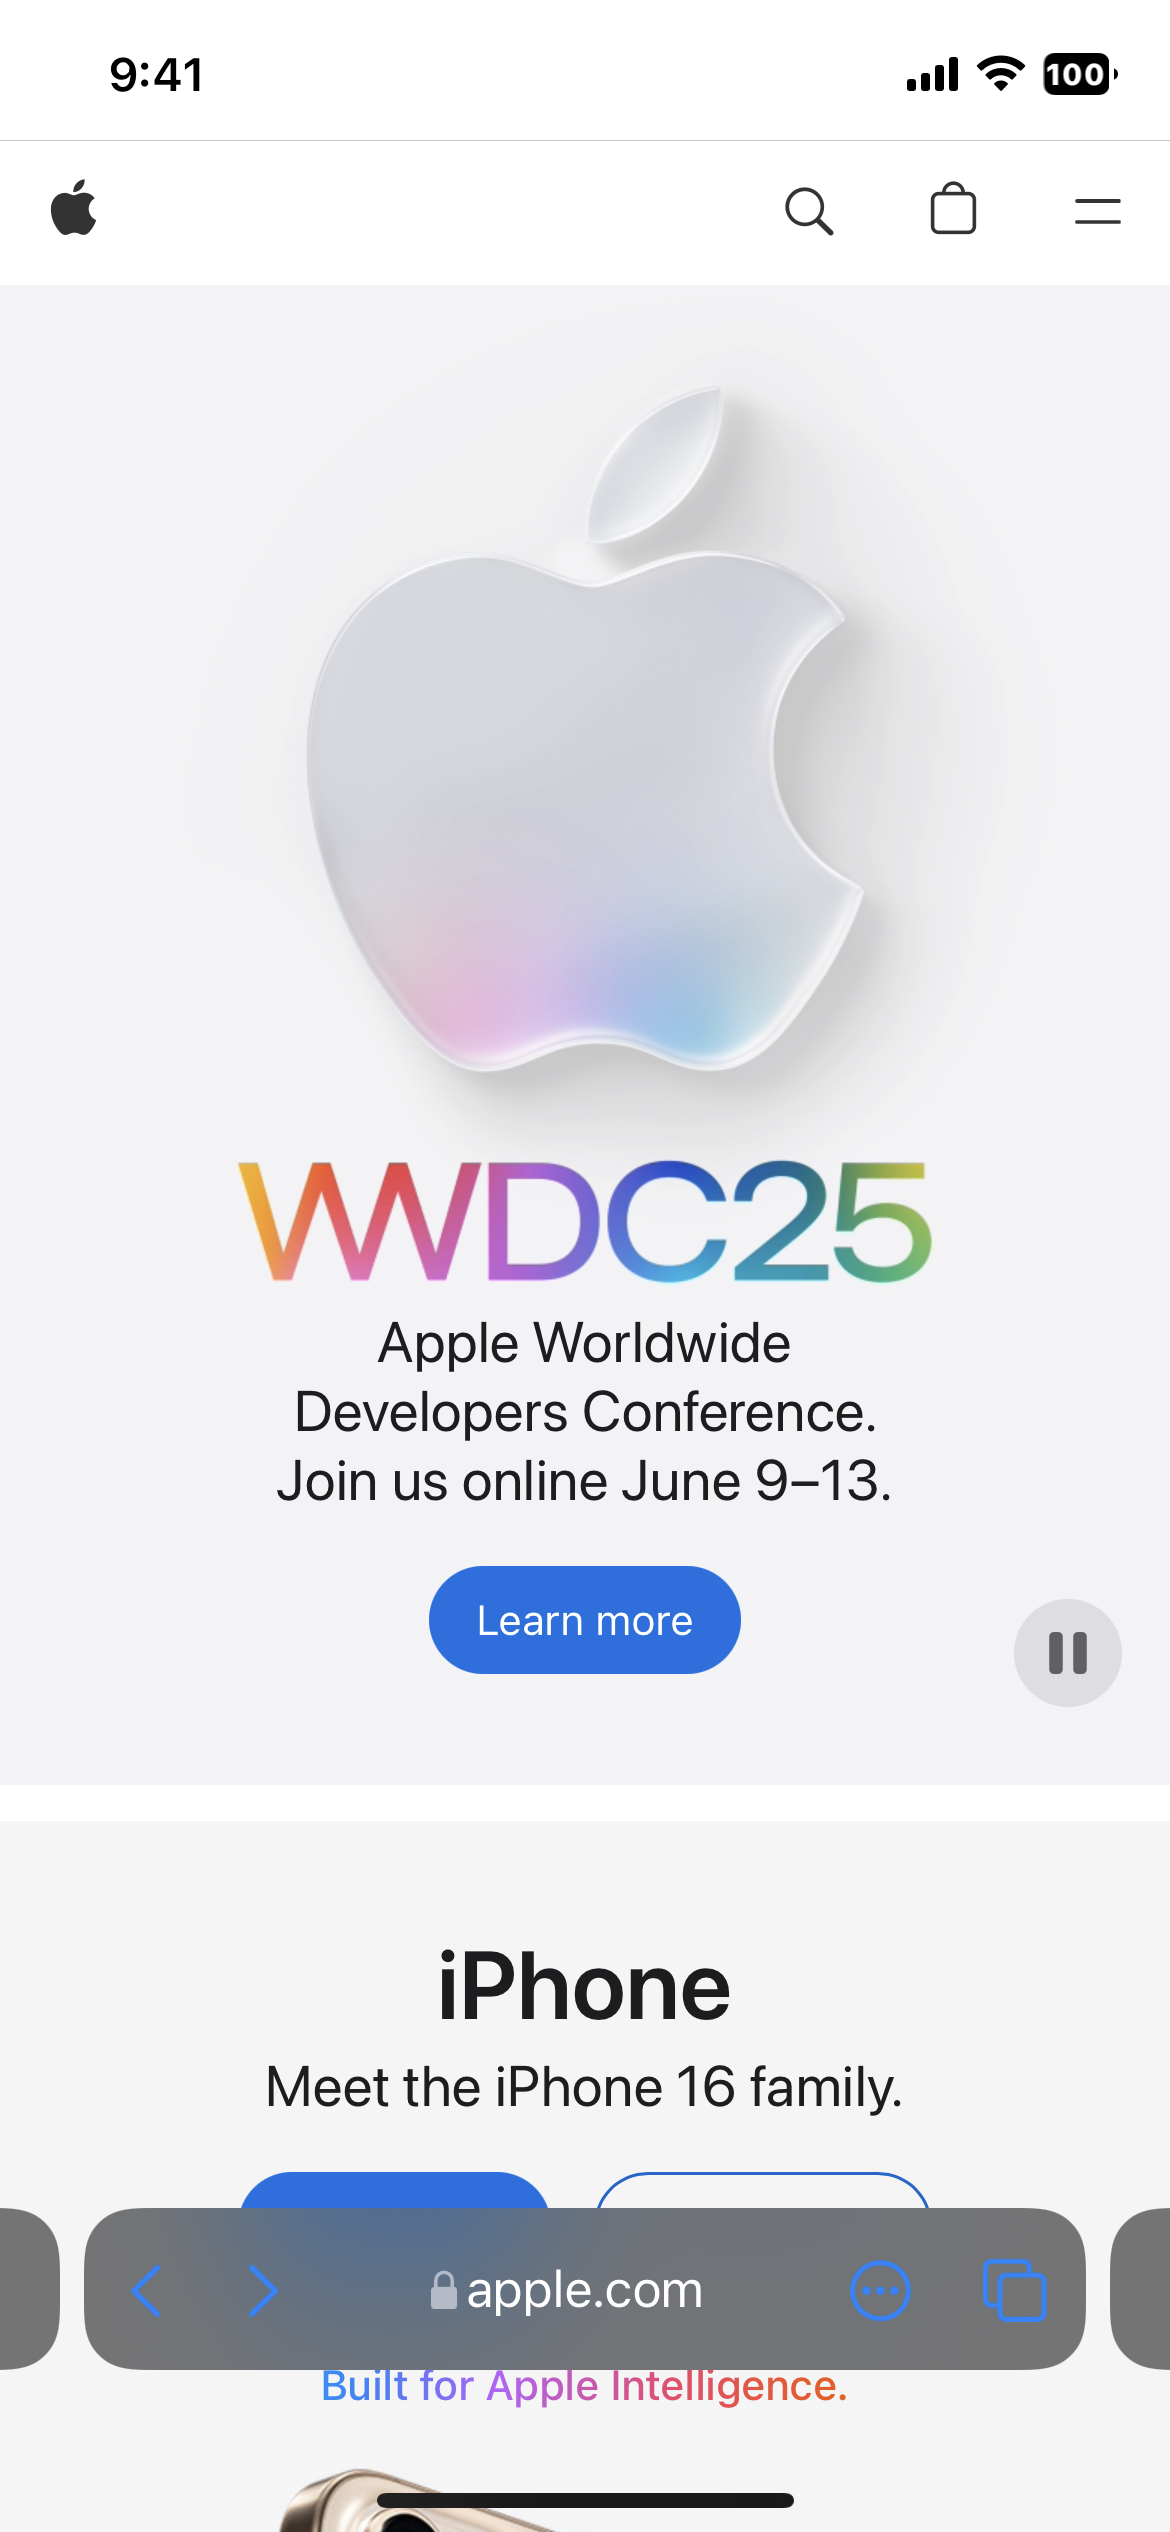 9:41
100
WWDC25
Apple Worldwide
Developers Conference.
Join us online June 9–13.
Learn more
iPhone
Meet the iPhone 16 family.
apple.com
Built for Apple Intelligence.